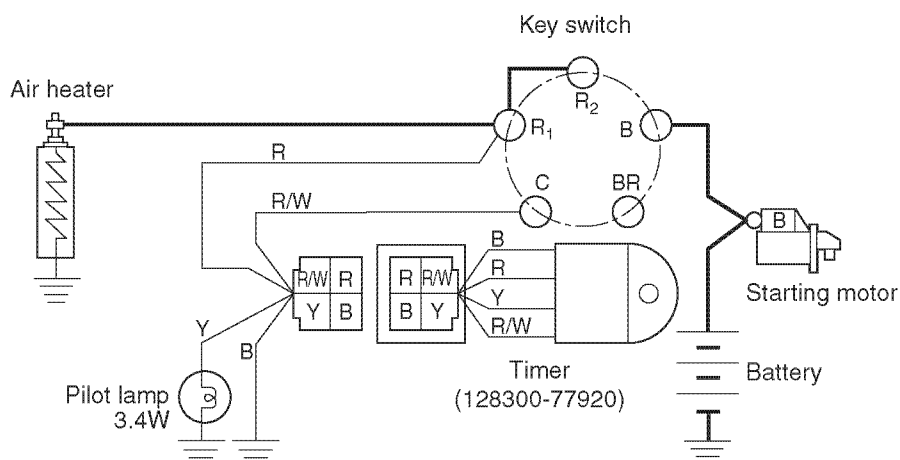 Key switch
Air heater
R₂
R₁
B
R
C
BR
R/W
B
B
R/W R
R R/W
R
Y B
B Y
Y
R/W
Starting motor
Y
B
Timer
(128300-77920)
Battery
Pilot lamp
3.4W